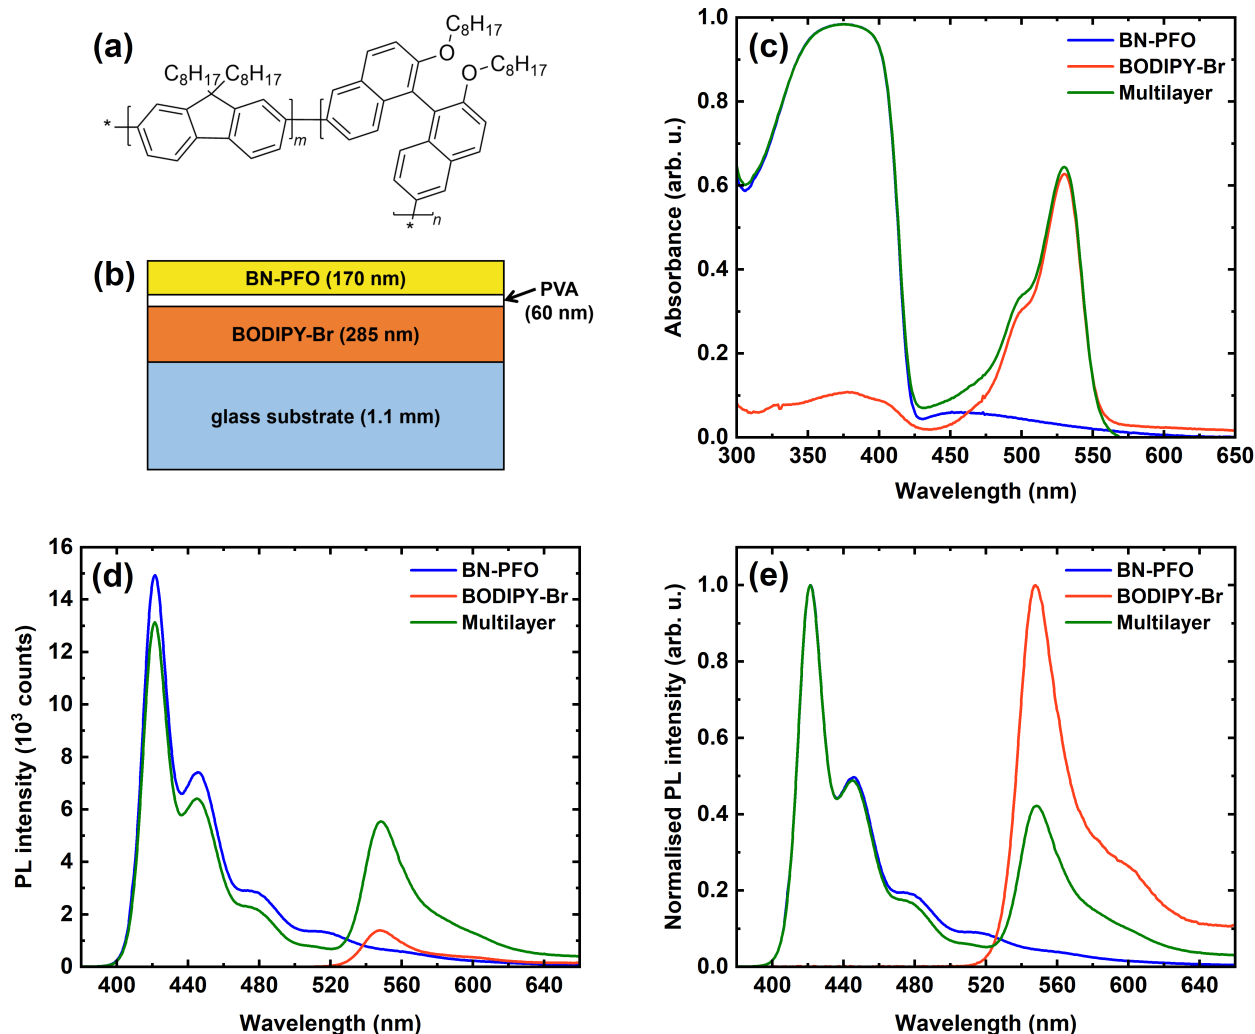 (a)
C8H17
C8H17
C8H17
C8H17
O
O
*
m
*
n
(b)
BN-PFO (170 nm)
PVA
(60 nm)
BODIPY-Br (285 nm)
glass substrate (1.1 mm)
(c)
BN-PFO
BODIPY-Br
Multilayer
1.0
0.8
0.6
0.4
0.2
0.0
Absorbance (arb. u.)
300 350 400 450 500 550 600 650
Wavelength (nm)
(d)
BN-PFO
BODIPY-Br
Multilayer
16
14
12
10
8
6
4
2
0
PL intensity (10³ counts)
400 440 480 520 560 600 640
Wavelength (nm)
(e)
BN-PFO
BODIPY-Br
Multilayer
1.0
0.8
0.6
0.4
0.2
0.0
Normalised PL intensity (arb. u.)
400 440 480 520 560 600 640
Wavelength (nm)